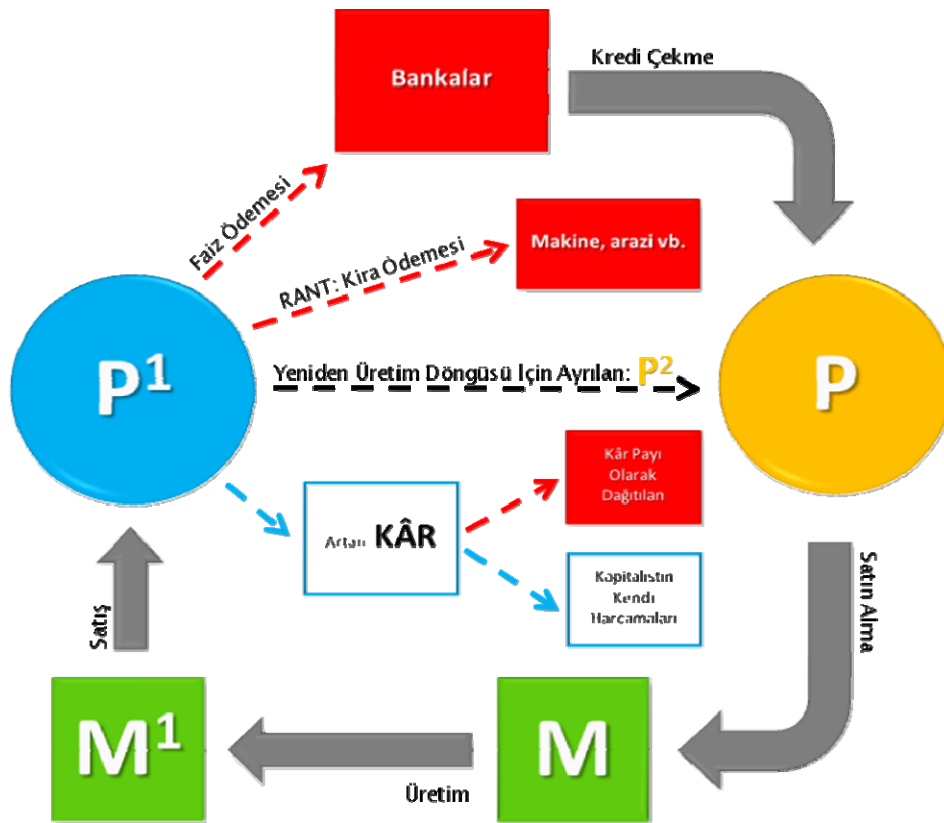 Bankalar
Kredi Çekme
Faiz Ödemesi
Makine, arazi vb.
RANT: Kira Ödemesi
P¹
Yeniden Üretim Döngüsü İçin Ayrılan: P²
P
Kâr Payı
Olarak
Dağıtılan
Artan KÂR
Kapitalistin
Kendi
Harcamaları
Satış
Satın Alma
M¹
M
Üretim